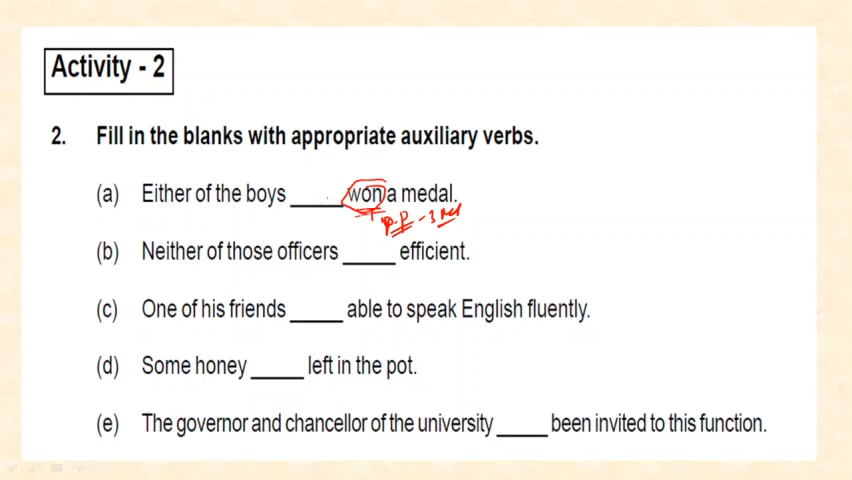 Activity - 2
2. Fill in the blanks with appropriate auxiliary verbs.
(a) Either of the boys _____ won a medal.
p.p - 3rd
(b) Neither of those officers _____ efficient.
(c) One of his friends _____ able to speak English fluently.
(d) Some honey _____ left in the pot.
(e) The governor and chancellor of the university _____ been invited to this function.